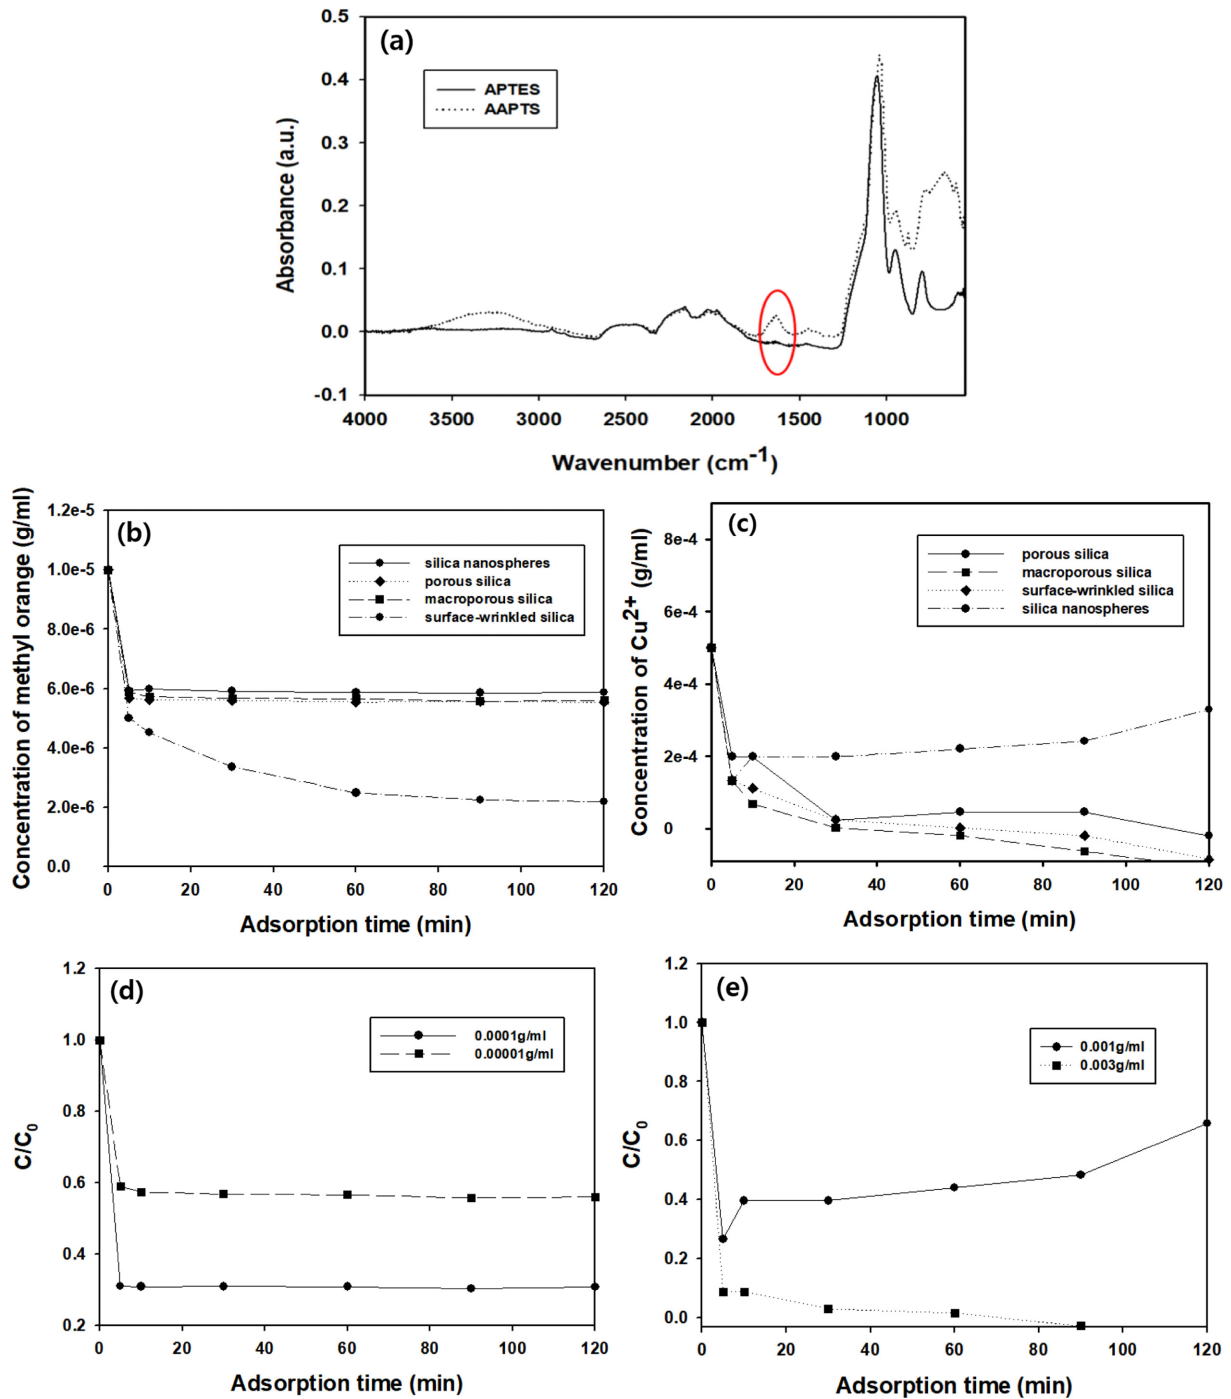 (a)
0.5
0.4
0.3
0.2
0.1
0.0
-0.1
Absorbance (a.u.)
APTES
AAPTS
4000 3500 3000 2500 2000 1500 1000
Wavenumber (cm-1)
(b)
1.2e-5
1.0e-5
8.0e-6
6.0e-6
4.0e-6
2.0e-6
0.0
Concentration of methyl orange (g/ml)
silica nanospheres
porous silica
macroporous silica
surface-wrinkled silica
0 20 40 60 80 100 120
Adsorption time (min)
(c)
8e-4
6e-4
4e-4
2e-4
0
Concentration of Cu2+ (g/ml)
porous silica
macroporous silica
surface-wrinkled silica
silica nanospheres
0 20 40 60 80 100 120
Adsorption time (min)
(d)
1.2
1.0
0.8
0.6
0.4
0.2
C/C0
0.0001g/ml
0.00001g/ml
0 20 40 60 80 100 120
Adsorption time (min)
(e)
1.2
1.0
0.8
0.6
0.4
0.2
0.0
C/C0
0.001g/ml
0.003g/ml
0 20 40 60 80 100 120
Adsorption time (min)